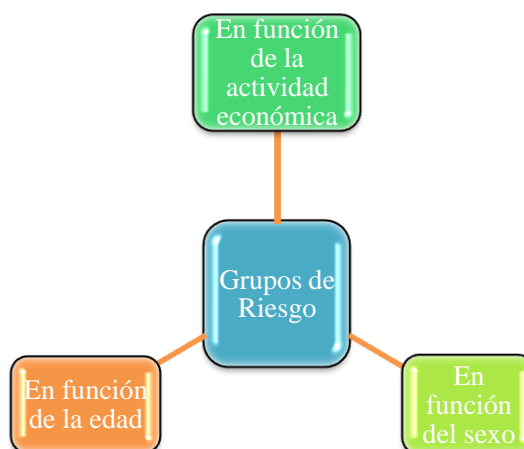 En función
de la
actividad
económica
Grupos de
Riesgo
En función
de la edad
En
función
del sexo